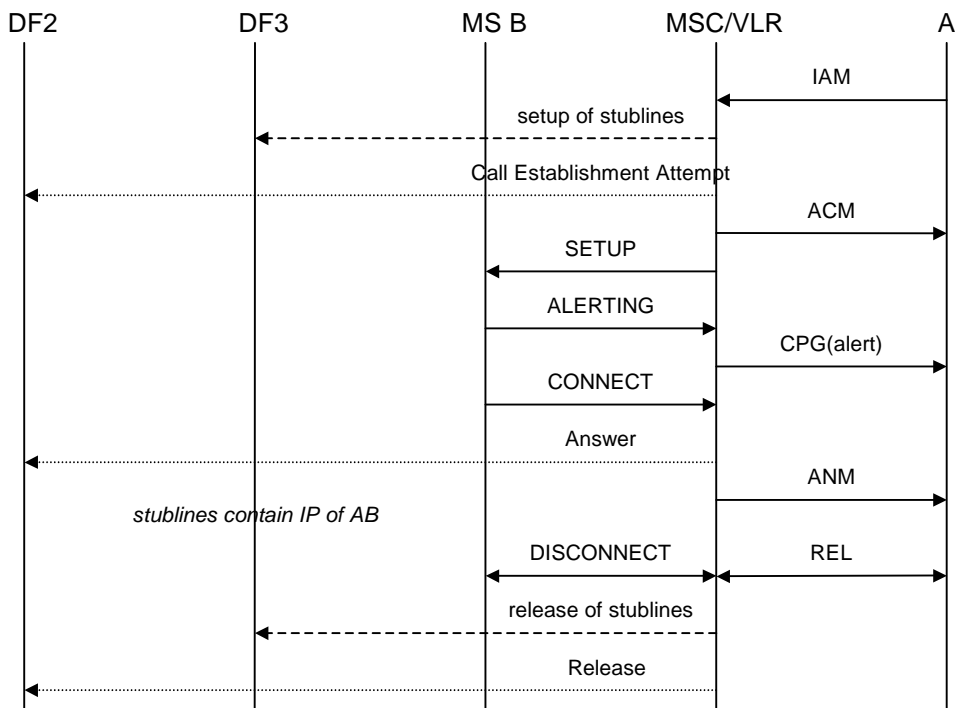 DF2 DF3 MS B MSC/VLR A
IAM
setup of stublines
Call Establishment Attempt
ACM
SETUP
ALERTING
CPG(alert)
CONNECT
Answer
ANM
stublines contain IP of AB
DISCONNECT REL
release of stublines
Release